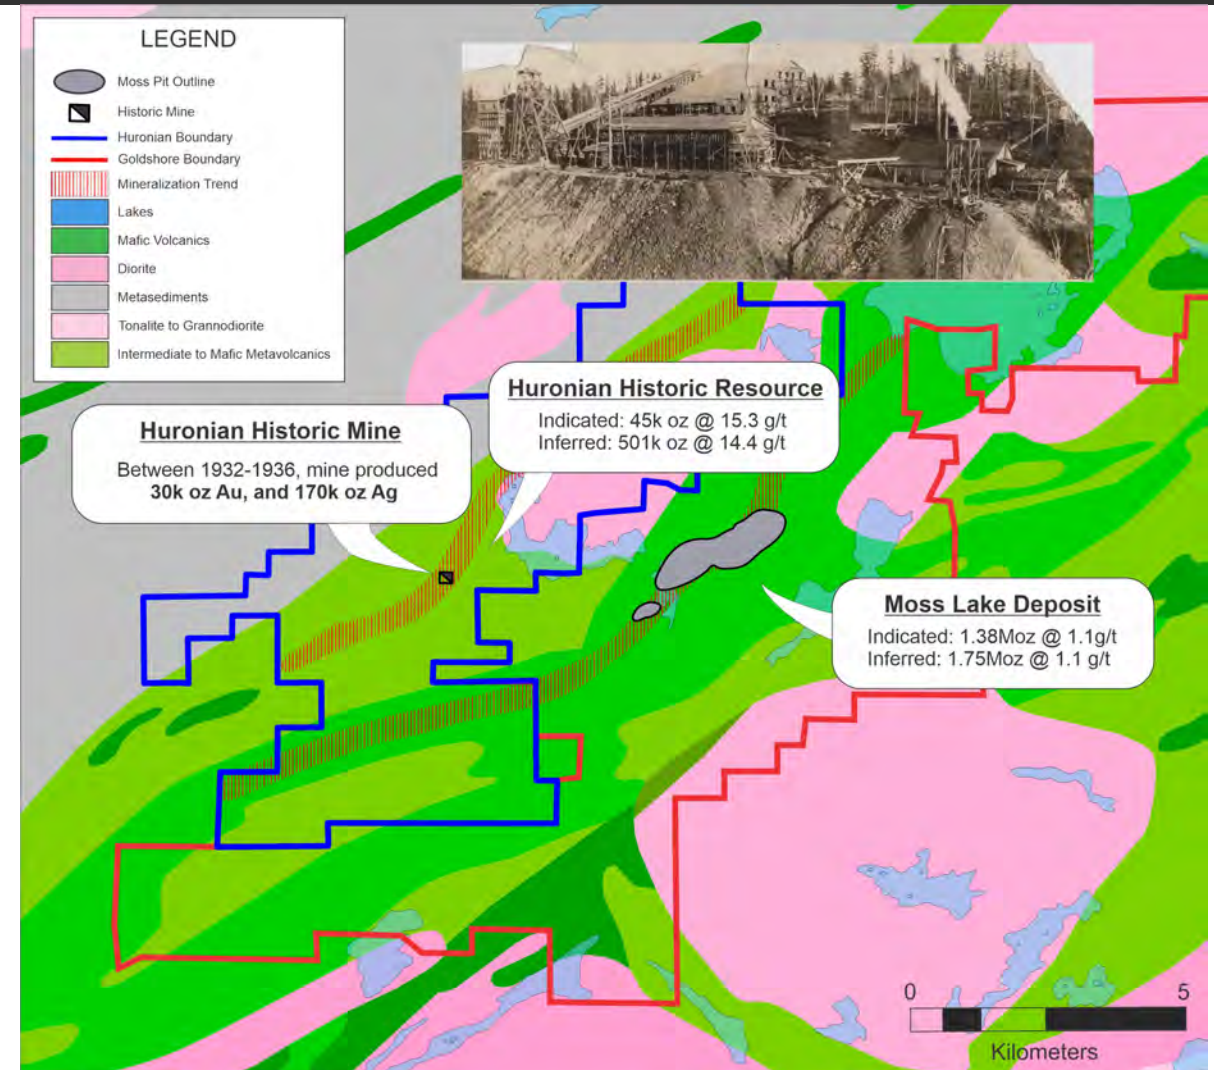 LEGEND
Moss Pit Outline
Historic Mine
Huronian Boundary
Goldshore Boundary
Mineralization Trend
Lakes
Mafic Volcanics
Diorite
Metasediments
Tonalite to Grannodiorite
Intermediate to Mafic Metavolcanics
Huronian Historic Resource
Indicated: 45k oz @ 15.3 g/t
Inferred: 501k oz @ 14.4 g/t
Huronian Historic Mine
Between 1932-1936, mine produced
30k oz Au, and 170k oz Ag
Moss Lake Deposit
Indicated: 1.38Moz @ 1.1g/t
Inferred: 1.75Moz @ 1.1 g/t
0 5
Kilometers